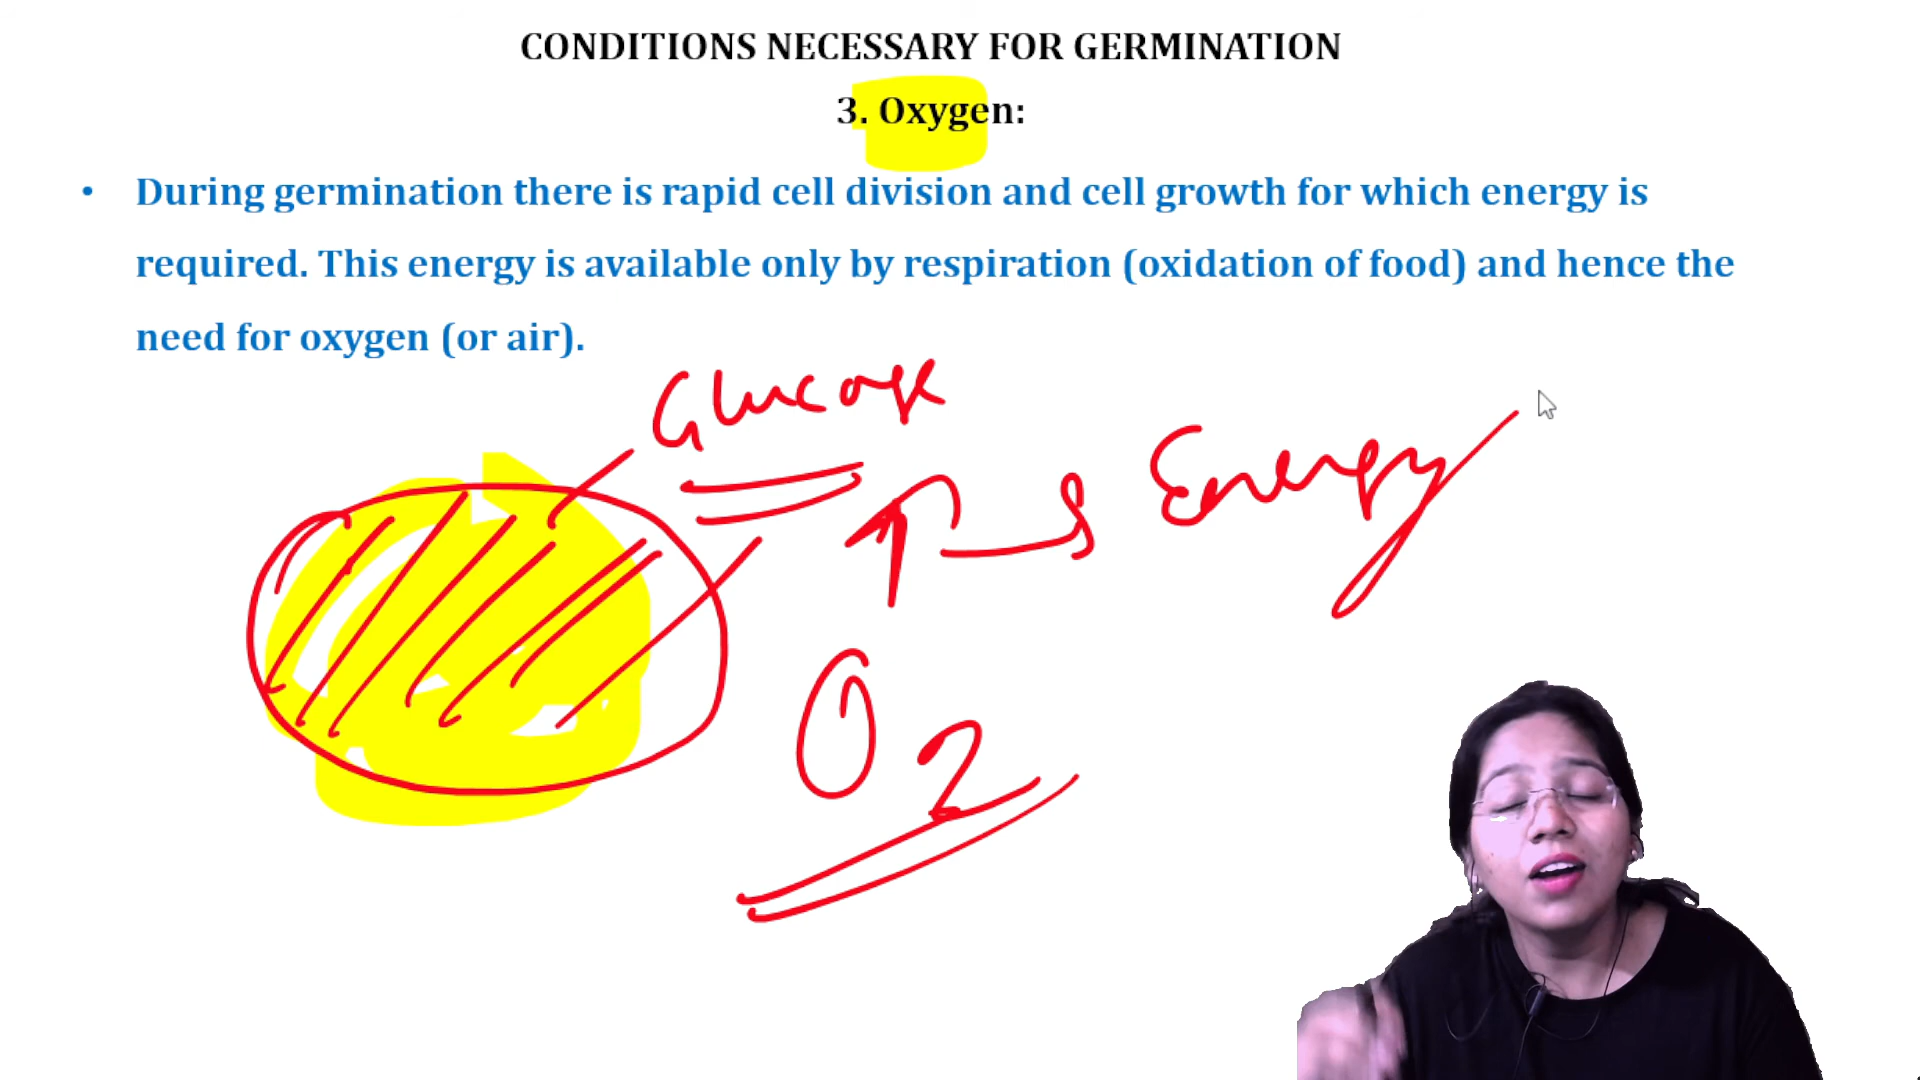 CONDITIONS NECESSARY FOR GERMINATION
3. Oxygen:
• During germination there is rapid cell division and cell growth for which energy is
required. This energy is available only by respiration (oxidation of food) and hence the
need for oxygen (or air).
Glucose
Energy
O2